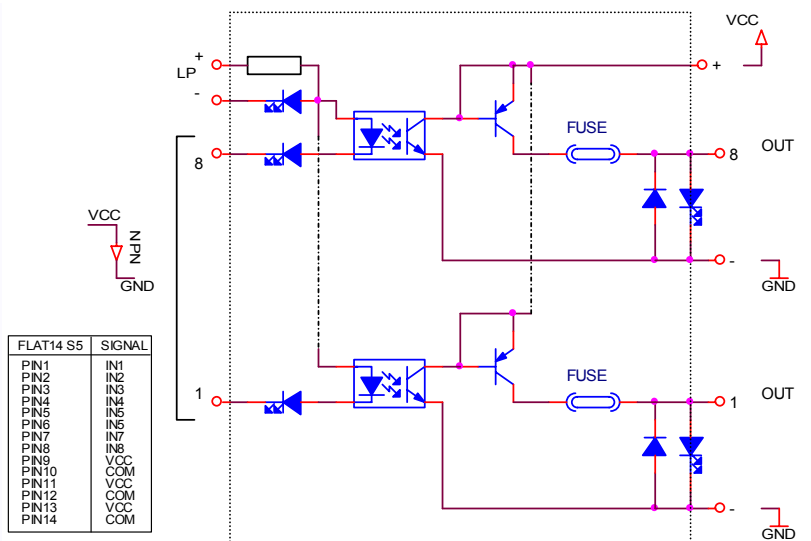 VCC
+
LP
+
-
FUSE
8
8
OUT
VCC
NPN
GND
-
GND
FLAT14 S5 SIGNAL
PIN1 IN1
PIN2 IN2
PIN3 IN3
PIN4 IN4
PIN5 IN5
PIN6 IN6
PIN7 IN7
PIN8 IN8
PIN9 VCC
PIN10 COM
PIN11 VCC
PIN12 COM
PIN13 VCC
PIN14 COM
FUSE
1
1
OUT
-
GND